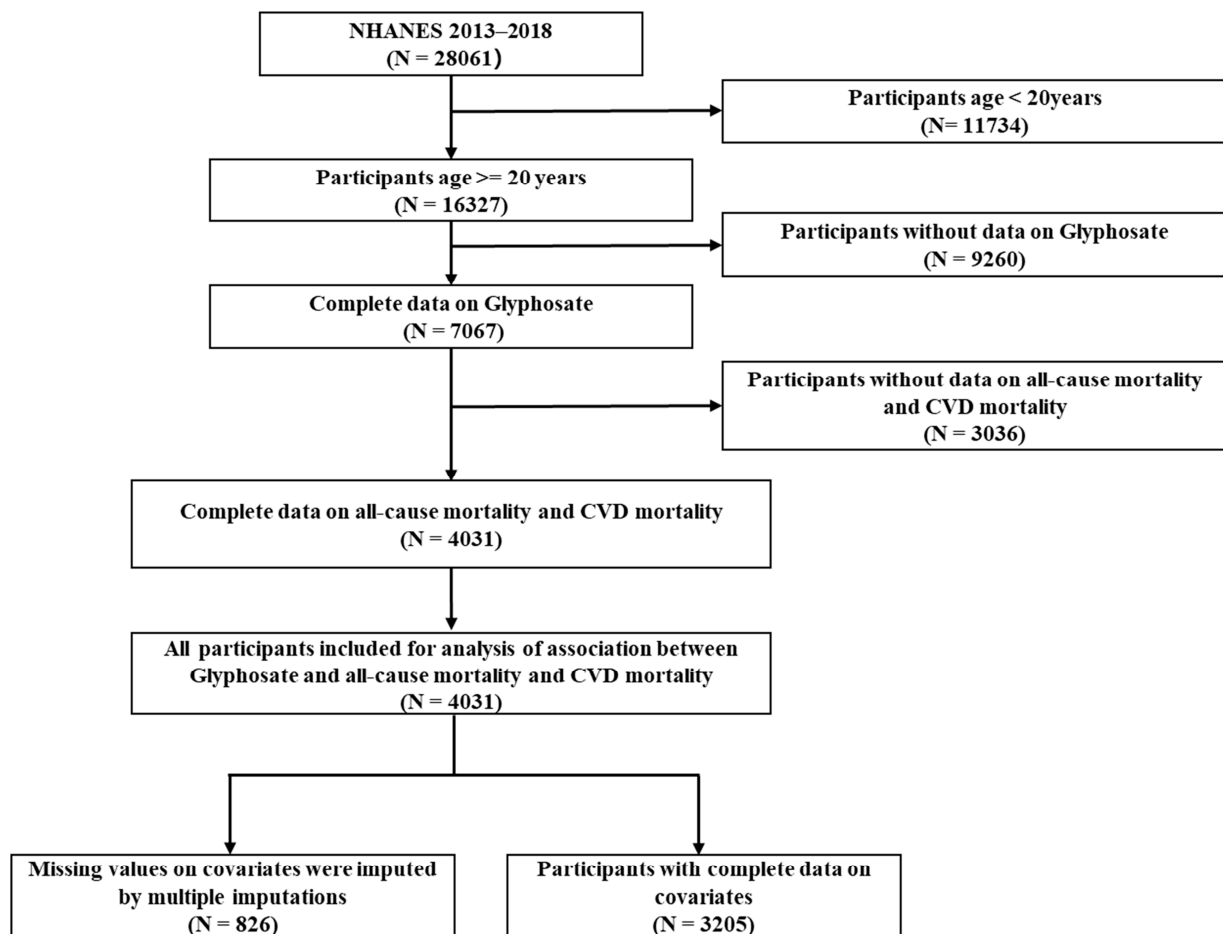 NHANES 2013–2018
(N = 28061)
Participants age < 20years
(N= 11734)
Participants age >= 20 years
(N = 16327)
Participants without data on Glyphosate
(N = 9260)
Complete data on Glyphosate
(N = 7067)
Participants without data on all-cause mortality
and CVD mortality
(N = 3036)
Complete data on all-cause mortality and CVD mortality
(N = 4031)
All participants included for analysis of association between
Glyphosate and all-cause mortality and CVD mortality
(N = 4031)
Missing values on covariates were imputed
by multiple imputations
(N = 826)
Participants with complete data on
covariates
(N = 3205)